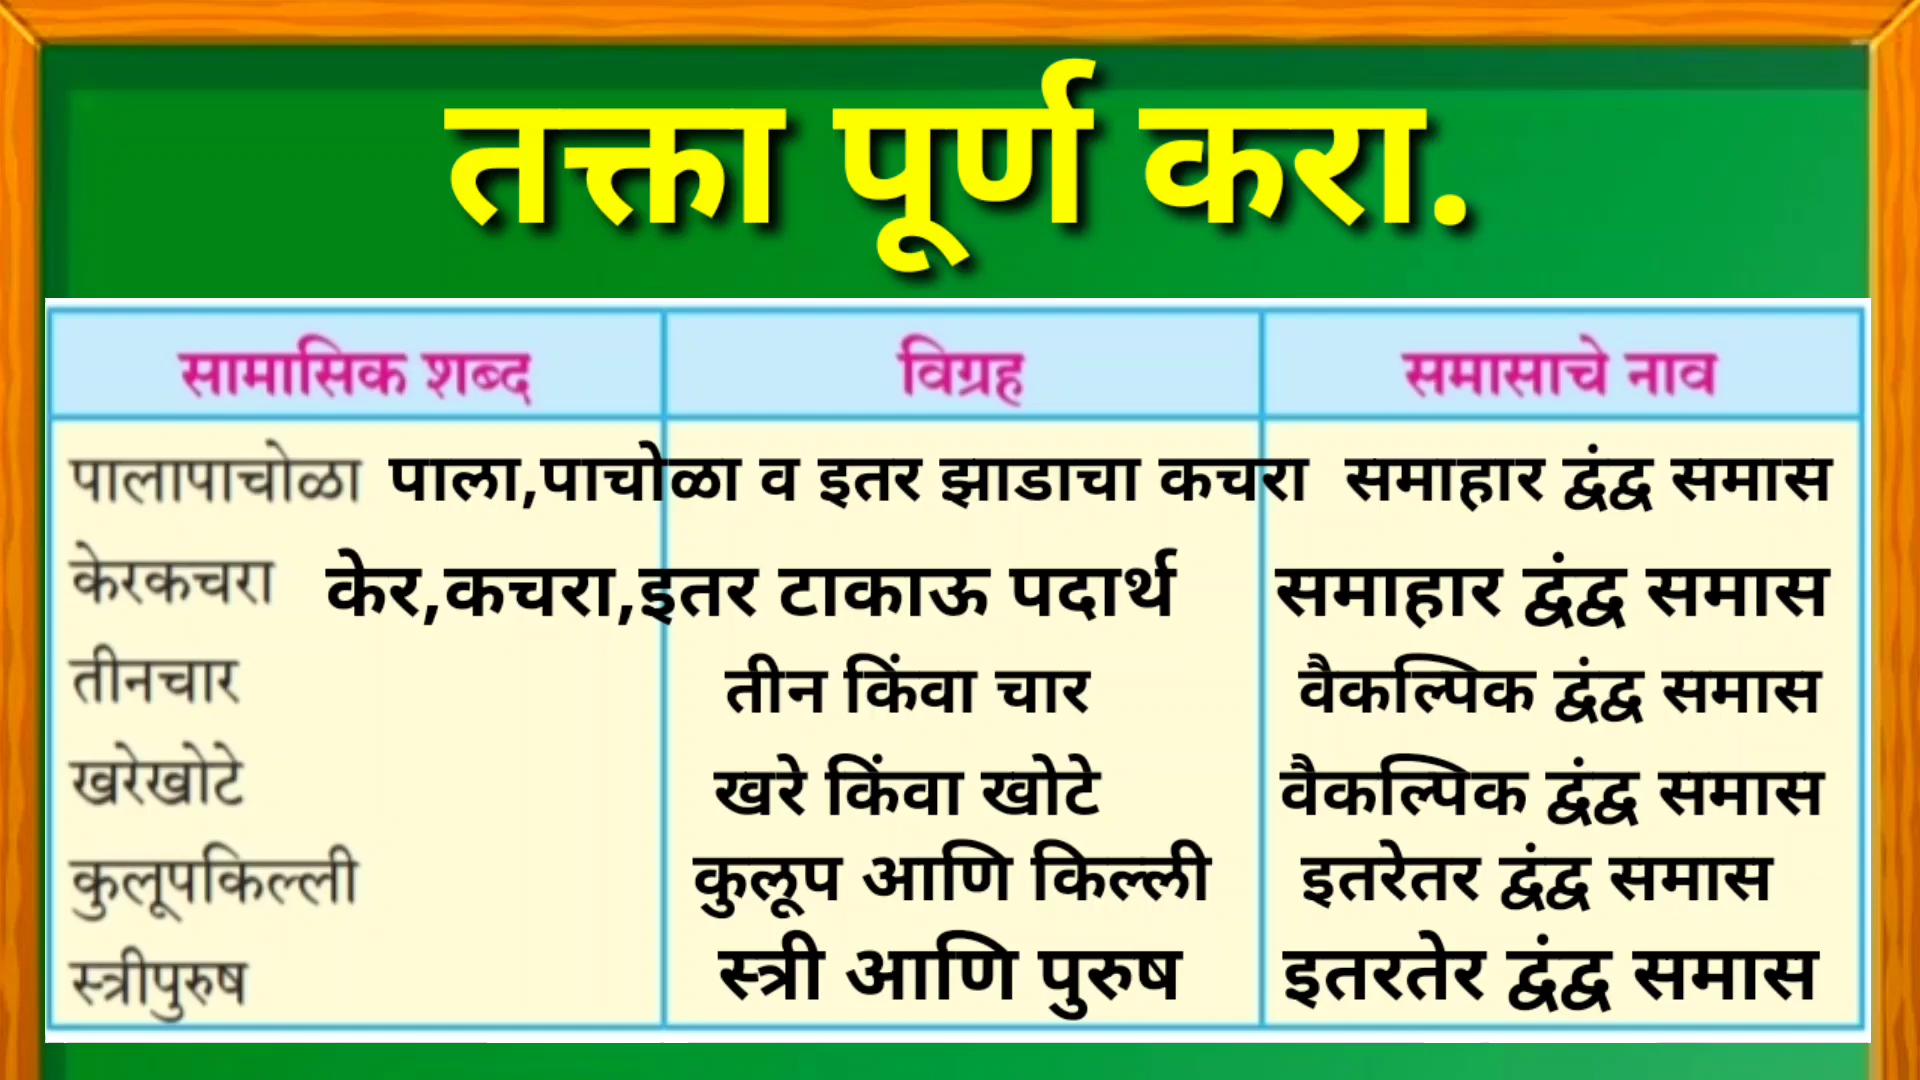 तक्ता पूर्ण करा.
सामासिक शब्द विग्रह समासाचे नाव
पालापाचोळा पाला,पाचोळा व इतर झाडाचा कचरा समाहार द्वंद्व समास
केरकचरा केर,कचरा,इतर टाकाऊ पदार्थ समाहार द्वंद्व समास
तीनचार तीन किंवा चार वैकल्पिक द्वंद्व समास
खरेखोटे खरे किंवा खोटे वैकल्पिक द्वंद्व समास
कुलूपकिल्ली कुलूप आणि किल्ली इतरेतर द्वंद्व समास
स्त्रीपुरुष स्त्री आणि पुरुष इतरतेर द्वंद्व समास